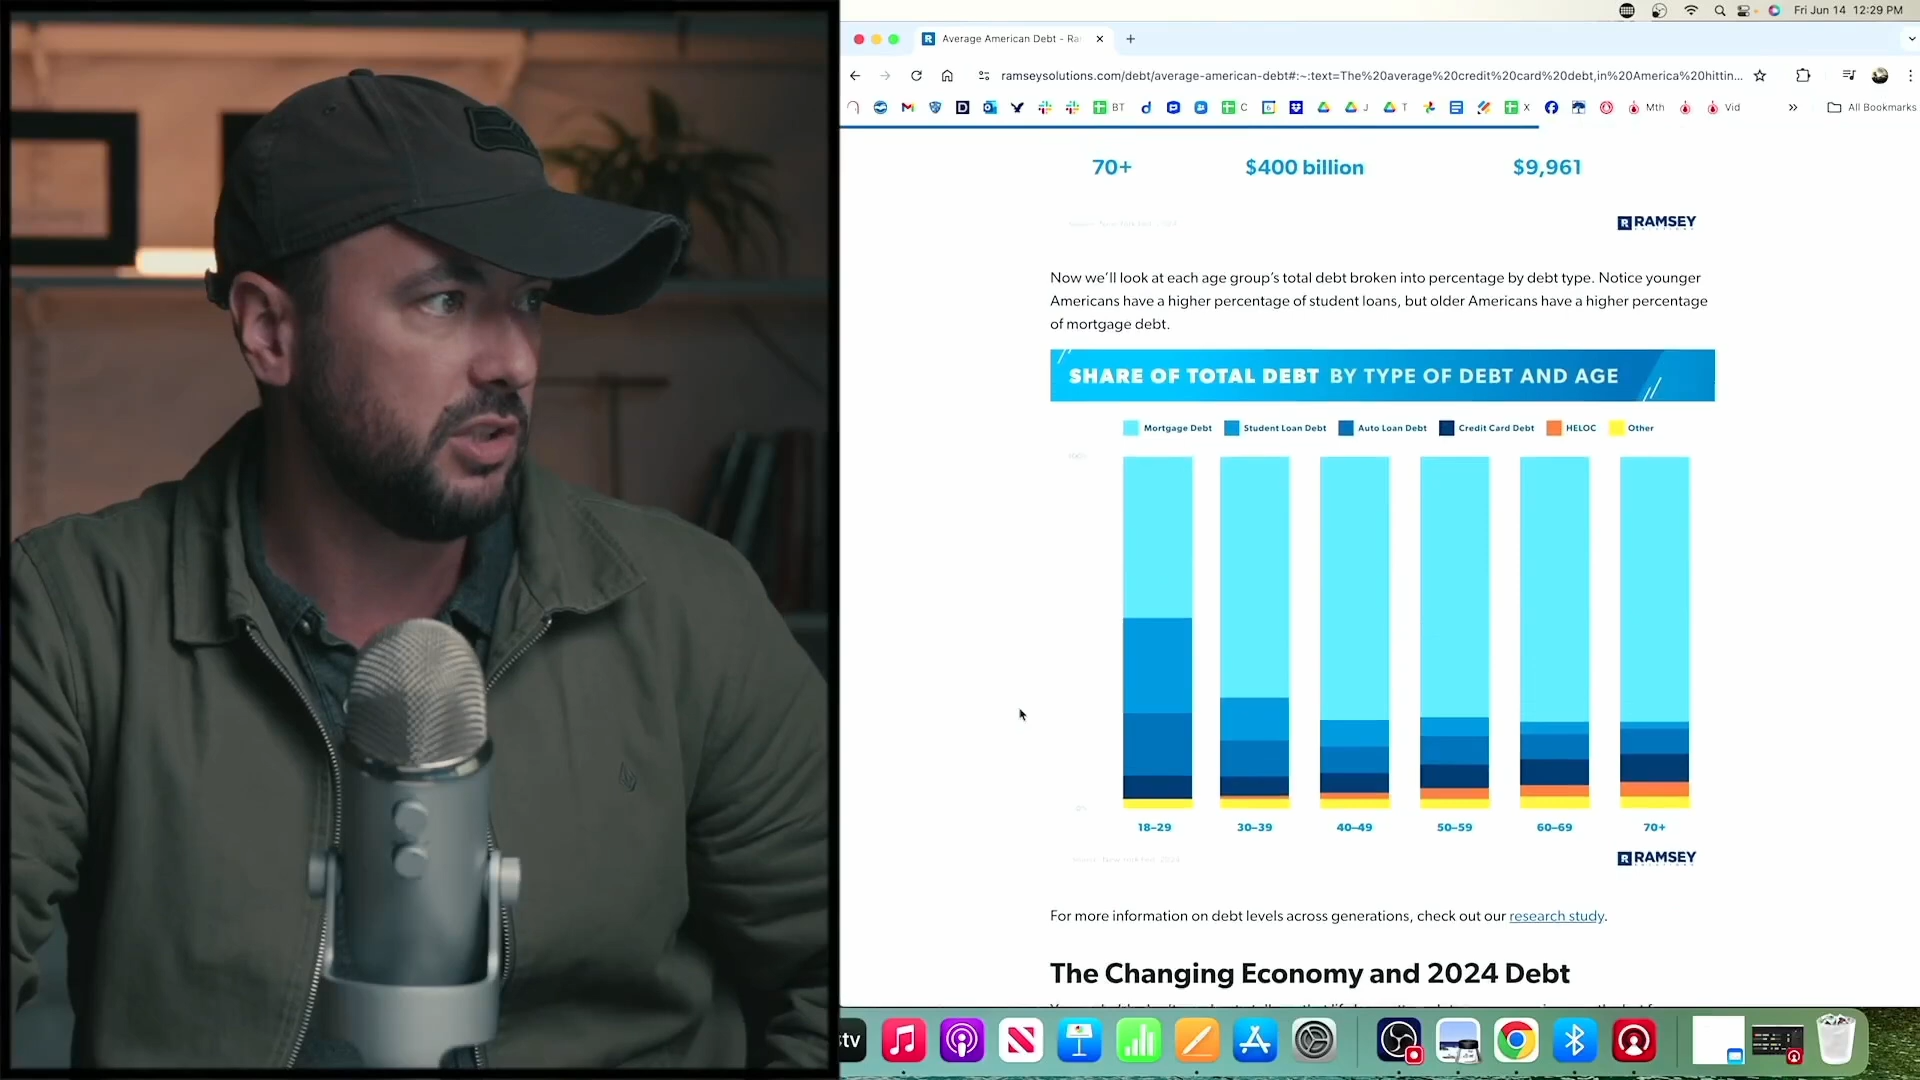 Fri Jun 14 12:29 PM
Average American Debt - Ra
ramseysolutions.com/debt/average-american-debt#:~:text=The%20average%20credit%20card%20debt,in%20America%20hittin...
BT
C
J
T
X
Mth
Vid
All Bookmarks
70+ $400 billion $9,961
RAMSEY
SOLUTIONS
Now we'll look at each age group's total debt broken into percentage by debt type. Notice younger
Americans have a higher percentage of student loans, but older Americans have a higher percentage
of mortgage debt.
SHARE OF TOTAL DEBT BY TYPE OF DEBT AND AGE
Mortgage Debt Student Loan Debt Auto Loan Debt Credit Card Debt HELOC Other
100%
0%
18–29 30–39 40–49 50–59 60–69 70+
RAMSEY
SOLUTIONS
For more information on debt levels across generations, check out our research study.
The Changing Economy and 2024 Debt
tv